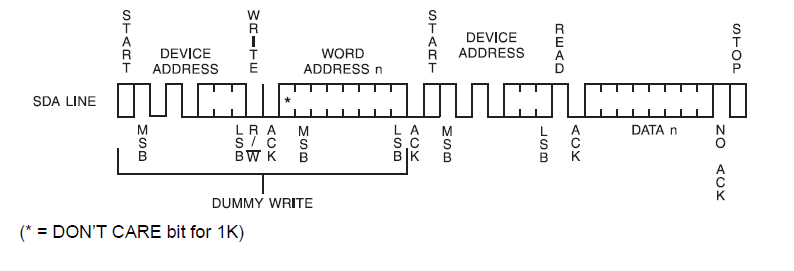 START
DEVICE
ADDRESS
WRITE
WORD
ADDRESS n
START
DEVICE
ADDRESS
READ
STOP
SDA LINE
*
MSB
LSB
R/W
ACK
MSB
LSB
ACK
MSB
LSB
ACK
DATA n
NO ACK
DUMMY WRITE
(* = DON'T CARE bit for 1K)